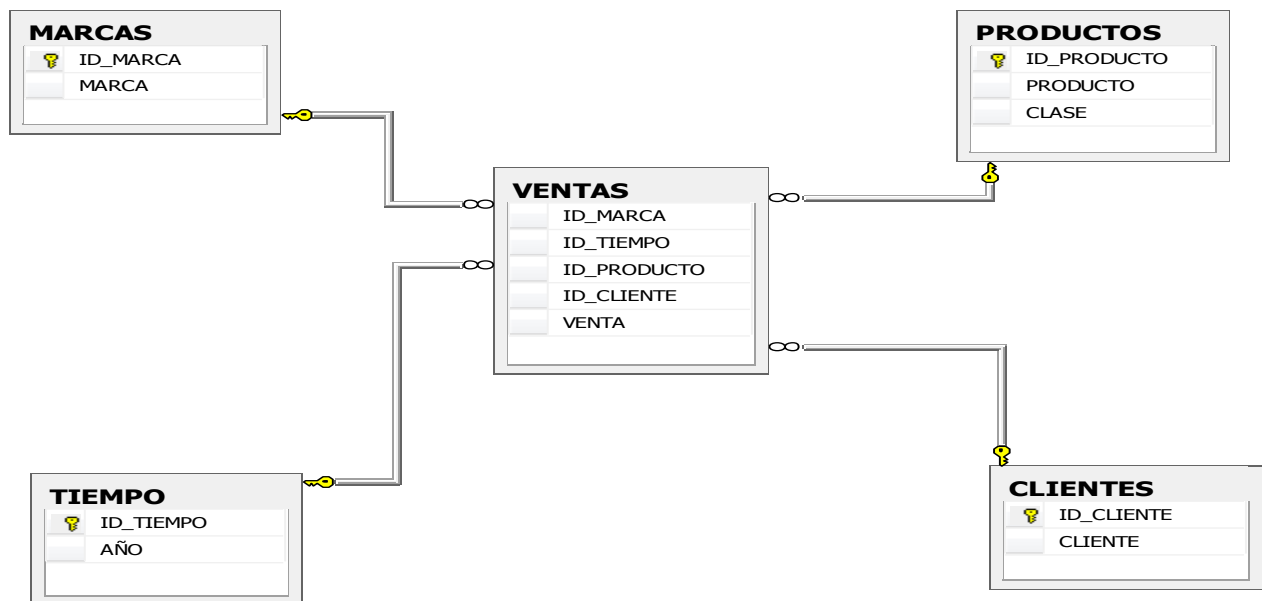 MARCAS
ID_MARCA
MARCA
PRODUCTOS
ID_PRODUCTO
PRODUCTO
CLASE
VENTAS
ID_MARCA
ID_TIEMPO
ID_PRODUCTO
ID_CLIENTE
VENTA
TIEMPO
ID_TIEMPO
AÑO
CLIENTES
ID_CLIENTE
CLIENTE